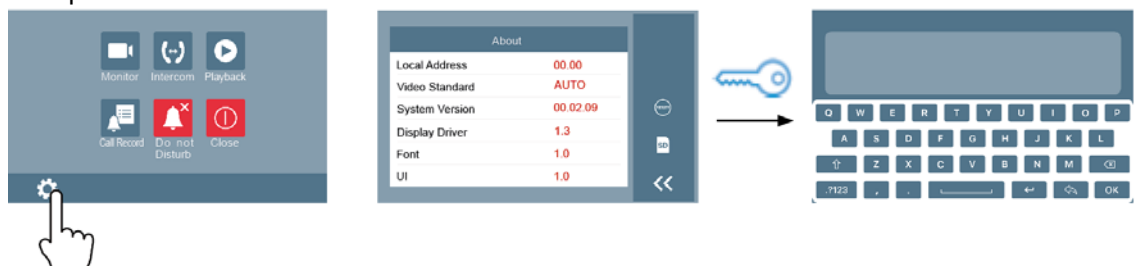 Monitor Intercom Playback
Call Record Do not Disturb Close
About
Local Address 00.00
Video Standard AUTO
System Version 00.02.09
Display Driver 1.3
Font 1.0
UI 1.0
SD
Q W E R T Y U I O P
A S D F G H J K L
Z X C V B N M
.?123 , . OK